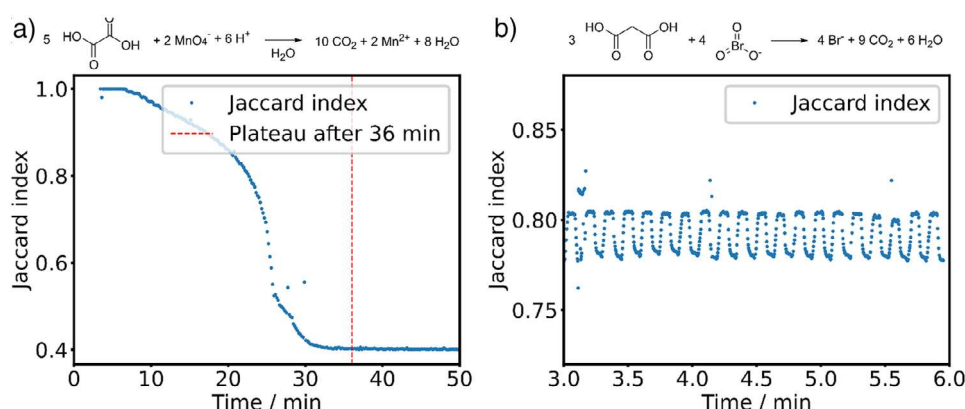 a)
5
O
HO
OH
O
+ 2 MnO₄⁻ + 6 H⁺
H₂O
10 CO₂ + 2 Mn²⁺ + 8 H₂O
Jaccard index
1.0
0.8
0.6
0.4
Jaccard index
Plateau after 36 min
0
10
20
30
40
50
Time / min
b)
3
HO
OH
O
O
+ 4
O
Br
O
O⁻
4 Br⁻ + 9 CO₂ + 6 H₂O
Jaccard index
0.85
0.80
0.75
Jaccard index
3.0
3.5
4.0
4.5
5.0
5.5
6.0
Time / min